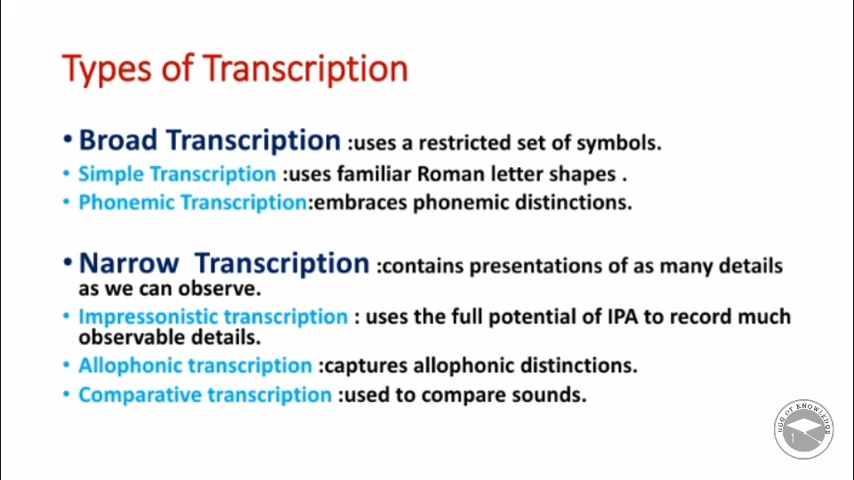 Types of Transcription
• Broad Transcription :uses a restricted set of symbols.
• Simple Transcription :uses familiar Roman letter shapes .
• Phonemic Transcription:embraces phonemic distinctions.
• Narrow Transcription :contains presentations of as many details
as we can observe.
• Impressonistic transcription : uses the full potential of IPA to record much
observable details.
• Allophonic transcription :captures allophonic distinctions.
• Comparative transcription :used to compare sounds.
HUG OF KNOWLEDGE